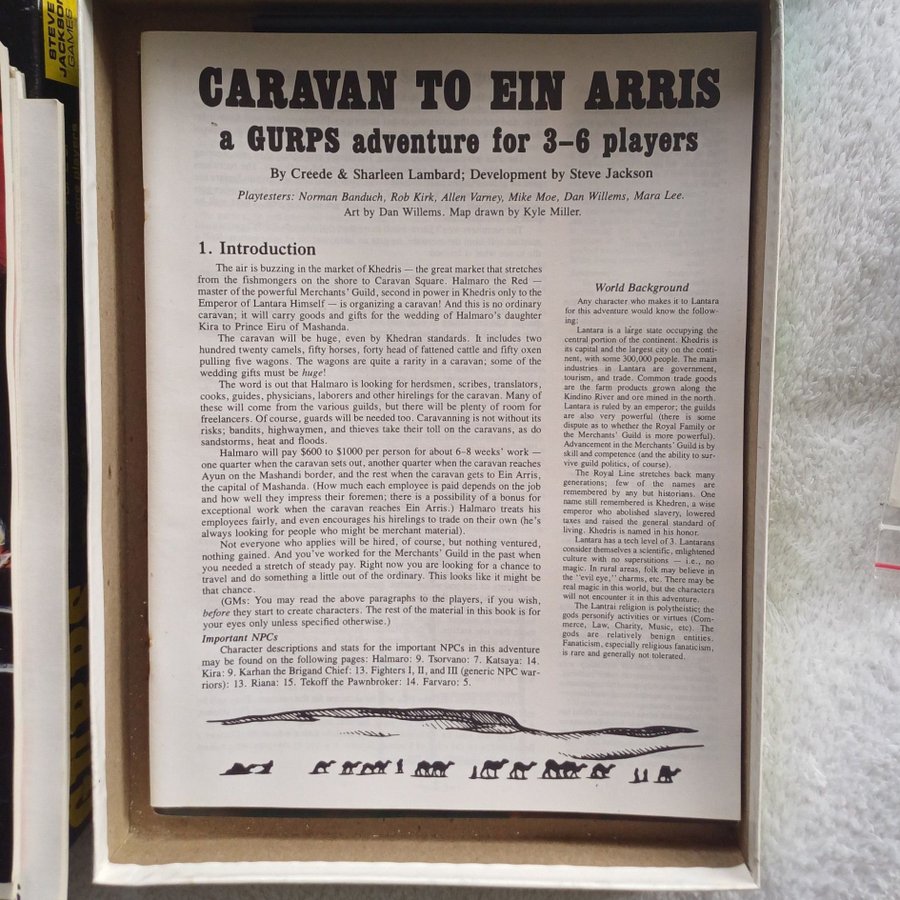 STEVE
JACKSON
GAMES
CARAVAN TO EIN ARRIS
a GURPS adventure for 3–6 players
By Creede & Sharleen Lambard; Development by Steve Jackson
Playtesters: Norman Banduch, Rob Kirk, Allen Varney, Mike Moe, Dan Willems, Mara Lee.
Art by Dan Willems. Map drawn by Kyle Miller.
1. Introduction
The air is buzzing in the market of Khedris — the great market that stretches
from the fishmongers on the shore to Caravan Square. Halmaro the Red —
master of the powerful Merchants' Guild, second in power in Khedris only to the
Emperor of Lantara Himself — is organizing a caravan! And this is no ordinary
caravan; it will carry goods and gifts for the wedding of Halmaro's daughter
Kira to Prince Eiru of Mashanda.
The caravan will be huge, even by Khedran standards. It includes two
hundred twenty camels, fifty horses, forty head of fattened cattle and fifty oxen
pulling five wagons. The wagons are quite a rarity in a caravan; some of the
wedding gifts must be huge!
The word is out that Halmaro is looking for herdsmen, scribes, translators,
cooks, guides, physicians, laborers and other hirelings for the caravan. Many of
these will come from the various guilds, but there will be plenty of room for
freelancers. Of course, guards will be needed too. Caravanning is not without its
risks; bandits, highwaymen, and thieves take their toll on the caravans, as do
sandstorms, heat and floods.
Halmaro will pay $600 to $1000 per person for about 6–8 weeks' work —
one quarter when the caravan sets out, another quarter when the caravan reaches
Ayun on the Mashandi border, and the rest when the caravan gets to Ein Arris,
the capital of Mashanda. (How much each employee is paid depends on the job
and how well they impress their foremen; there is a possibility of a bonus for
exceptional work when the caravan reaches Ein Arris.) Halmaro treats his
employees fairly, and even encourages his hirelings to trade on their own (he's
always looking for people who might be merchant material).
Not everyone who applies will be hired, of course, but nothing ventured,
nothing gained. And you've worked for the Merchants' Guild in the past when
you needed a stretch of steady pay. Right now you are looking for a chance to
travel and do something a little out of the ordinary. This looks like it might be
that chance.
(GMs: You may read the above paragraphs to the players, if you wish,
before they start to create characters. The rest of the material in this book is for
your eyes only unless specified otherwise.)
Important NPCs
Character descriptions and stats for the important NPCs in this adventure
may be found on the following pages: Halmaro: 9. Tsorvano: 7. Katsaya: 14.
Kira: 9. Karhan the Brigand Chief: 13. Fighters I, II, and III (generic NPC war-
riors): 13. Riana: 15. Tekoff the Pawnbroker: 14. Farvaro: 5.
World Background
Any character who makes it to Lantara
for this adventure would know the follow-
ing:
Lantara is a large state occupying the
central portion of the continent. Khedris is
its capital and the largest city on the conti-
nent, with some 300,000 people. The main
industries in Lantara are government,
tourism, and trade. Common trade goods
are the farm products grown along the
Kindino River and ore mined in the north.
Lantara is ruled by an emperor; the guilds
are also very powerful (there is some
dispute as to whether the Royal Family or
the Merchants' Guild is more powerful).
Advancement in the Merchants' Guild is by
skill and competence (and the ability to sur-
vive guild politics, of course).
The Royal Line stretches back many
generations; few of the names are
remembered by any but historians. One
name still remembered is Khedren, a wise
emperor who abolished slavery, lowered
taxes and raised the general standard of
living. Khedris is named in his honor.
Lantara has a tech level of 3. Lantarans
consider themselves a scientific, enlightened
culture with no superstitions — i.e., no
magic. In rural areas, folk may believe in
the "evil eye," charms, etc. There may be
real magic in this world, but the characters
will not encounter it in this adventure.
The Lantrai religion is polytheistic; the
gods personify activities or virtues (Com-
merce, Law, Charity, Music, etc). The
gods are relatively benign entities.
Fanaticism, especially religious fanaticism,
is rare and generally not tolerated.